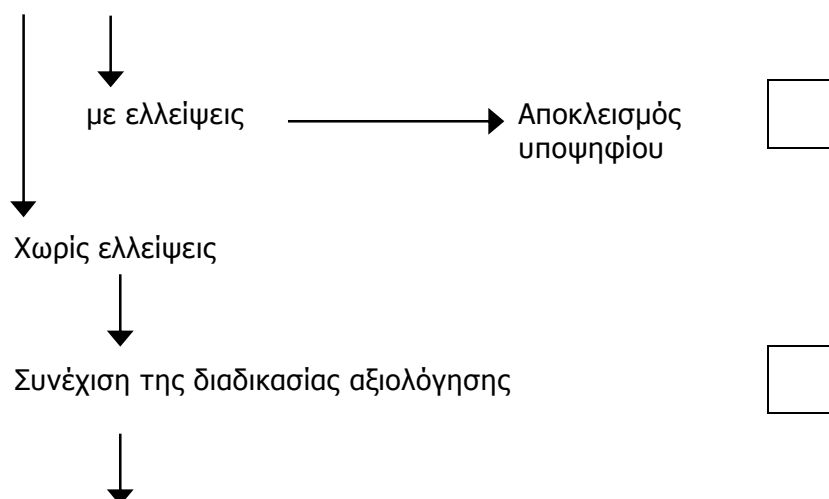 με ελλείψεις
Αποκλεισμός
υποψηφίου
Χωρίς ελλείψεις
Συνέχιση της διαδικασίας αξιολόγησης